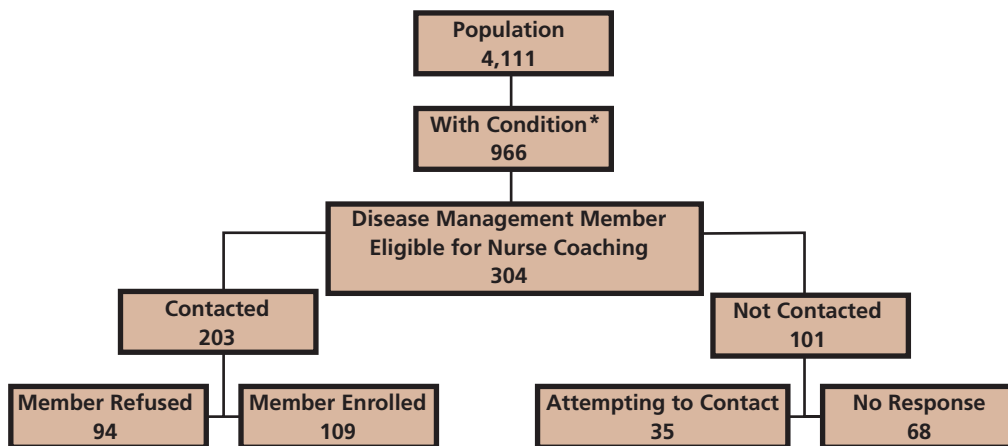 Population
4,111
With Condition*
966
Disease Management Member
Eligible for Nurse Coaching
304
Contacted
203
Not Contacted
101
Member Refused
94
Member Enrolled
109
Attempting to Contact
35
No Response
68